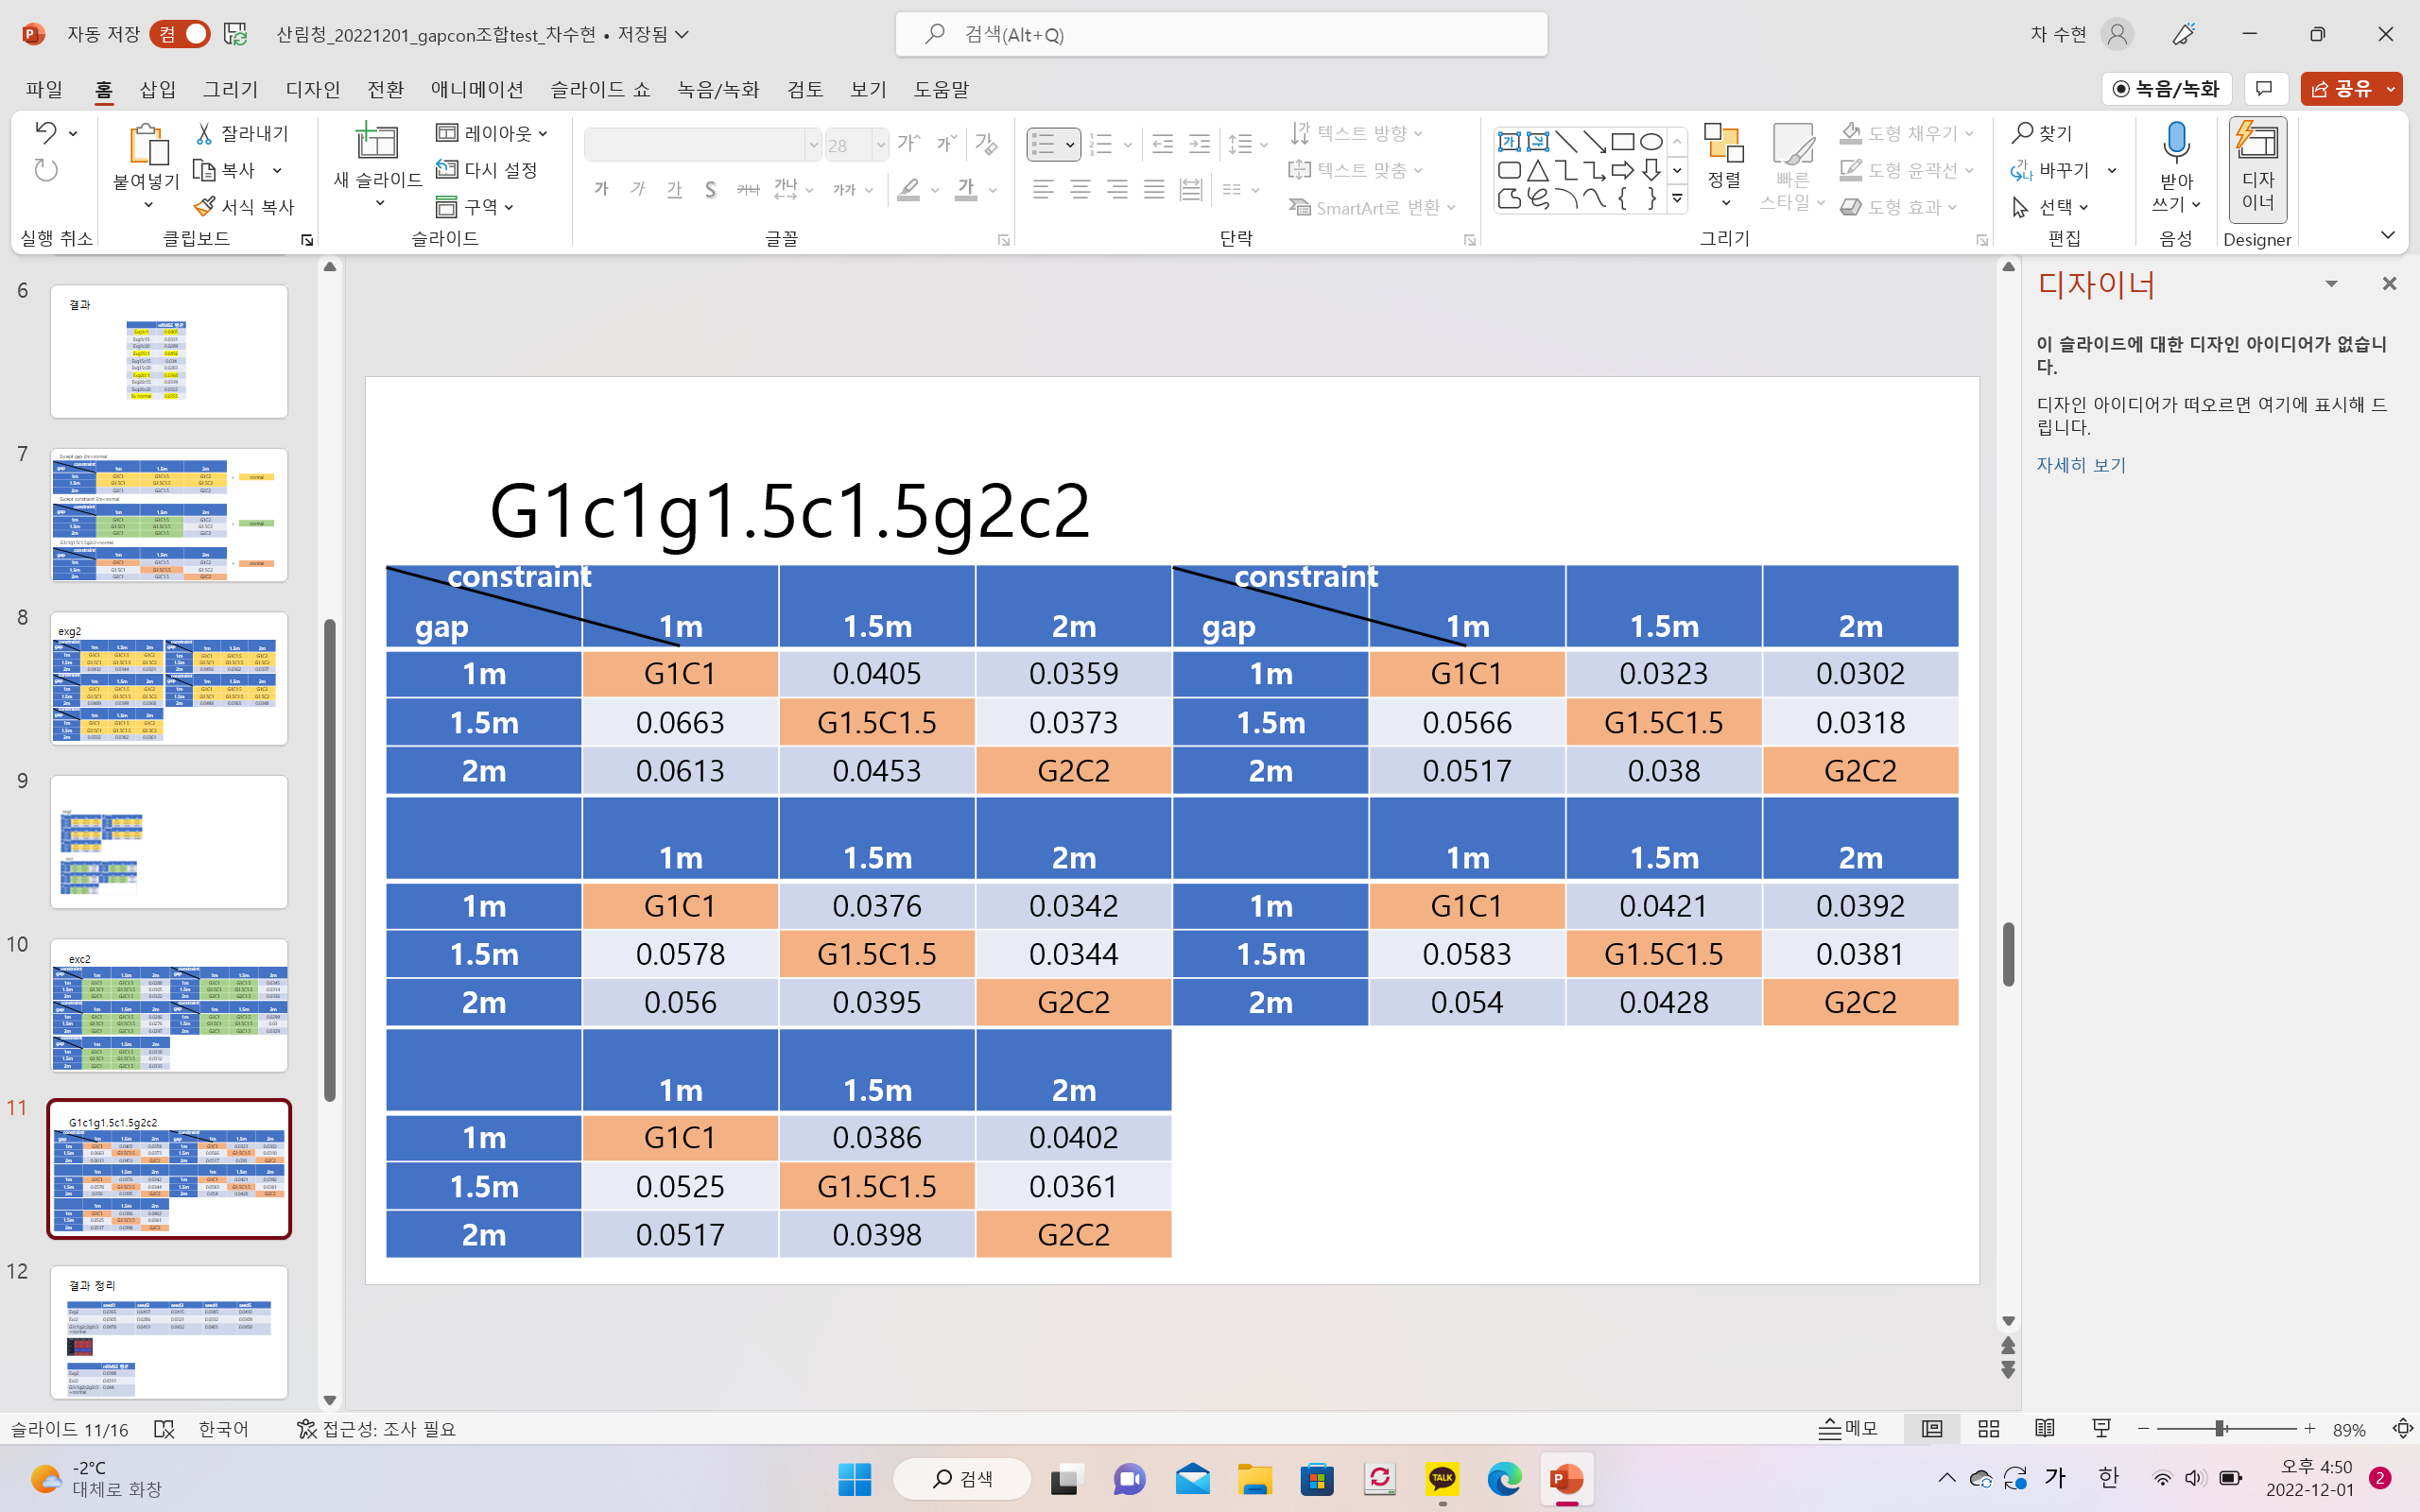 자동 저장 켬 산림청_20221201_gapcon조합test_차수현 • 저장됨
검색(Alt+Q)
차 수현
파일 홈 삽입 그리기 디자인 전환 애니메이션 슬라이드 쇼 녹음/녹화 검토 보기 도움말
녹음/녹화 공유
붙여넣기 잘라내기 복사 서식 복사
새 슬라이드 레이아웃 다시 설정 구역
28
텍스트 방향 텍스트 맞춤 SmartArt로 변환
정렬 빠른 스타일 도형 채우기 도형 윤곽선 도형 효과
찾기 바꾸기 선택
받아쓰기
디자이너
실행 취소 클립보드 슬라이드 글꼴 단락 그리기 편집 음성 Designer
6
결과
7
8
exg2
9
10
exc2
11
G1c1g1.5c1.5g2c2
12
결과 정리
G1c1g1.5c1.5g2c2
constraint constraint
gap 1m 1.5m 2m gap 1m 1.5m 2m
1m G1C1 0.0405 0.0359 1m G1C1 0.0323 0.0302
1.5m 0.0663 G1.5C1.5 0.0373 1.5m 0.0566 G1.5C1.5 0.0318
2m 0.0613 0.0453 G2C2 2m 0.0517 0.038 G2C2
1m 1.5m 2m 1m 1.5m 2m
1m G1C1 0.0376 0.0342 1m G1C1 0.0421 0.0392
1.5m 0.0578 G1.5C1.5 0.0344 1.5m 0.0583 G1.5C1.5 0.0381
2m 0.056 0.0395 G2C2 2m 0.054 0.0428 G2C2
1m 1.5m 2m
1m G1C1 0.0386 0.0402
1.5m 0.0525 G1.5C1.5 0.0361
2m 0.0517 0.0398 G2C2
디자이너
이 슬라이드에 대한 디자인 아이디어가 없습니
다.
디자인 아이디어가 떠오르면 여기에 표시해 드
립니다.
자세히 보기
슬라이드 11/16 한국어 접근성: 조사 필요
메모 89%
-2°C
대체로 화창
검색
TALK
가 한
오후 4:50
2022-12-01
2